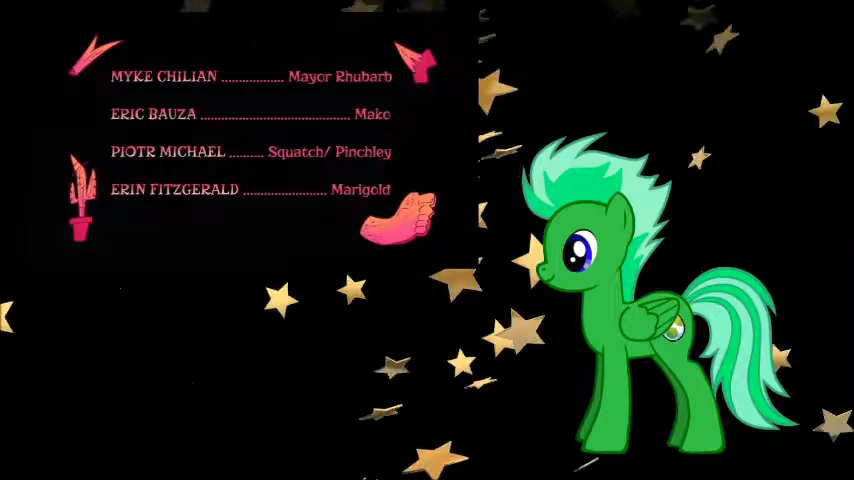 MYKE CHILIAN .................. Mayor Rhubarb
ERIC BAUZA ........................................... Mako
PIOTR MICHAEL .......... Squatch/ Pinchley
ERIN FITZGERALD ........................ Marigold